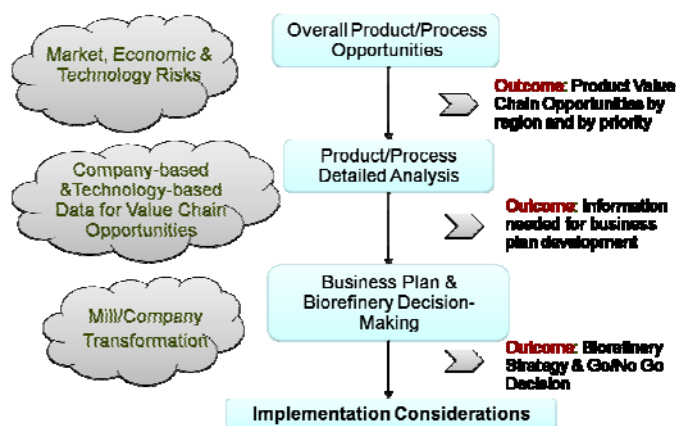 Market, Economic &
Technology Risks
Overall Product/Process
Opportunities
Outcome: Product Value
Chain Opportunities by
region and by priority
Company-based
&Technology-based
Data for Value Chain
Opportunities
Product/Process
Detailed Analysis
Outcome: Information
needed for business
plan development
Mill/Company
Transformation
Business Plan &
Biorefinery Decision-
Making
Outcome: Biorefinery
Strategy & Go/No Go
Decision
Implementation Considerations